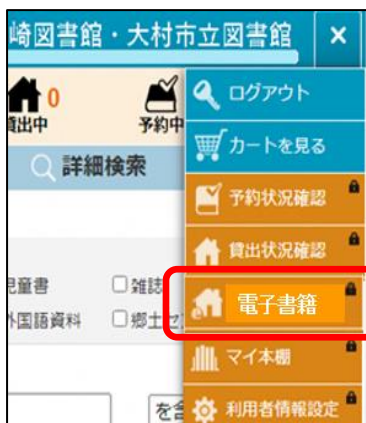 崎図書館・大村市立図書館 ×
0
貸出中 予約中
詳細検索
児童書 雑誌
外国語資料 郷土
を含
ログアウト
カートを見る
予約状況確認
貸出状況確認
e 電子書籍
マイ本棚
利用者情報設定